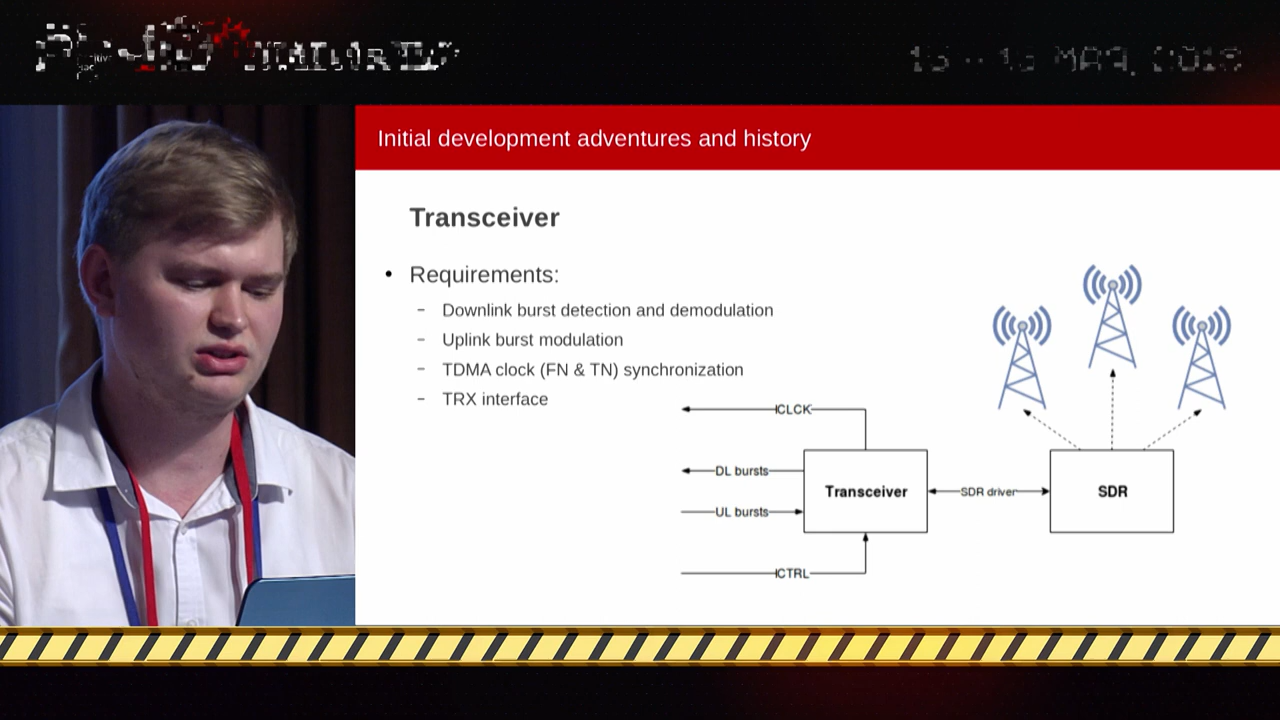 Initial development adventures and history
Transceiver
• Requirements:
– Downlink burst detection and demodulation
– Uplink burst modulation
– TDMA clock (FN & TN) synchronization
– TRX interface
CLCK
DL bursts
UL bursts
CTRL
Transceiver
SDR driver
SDR